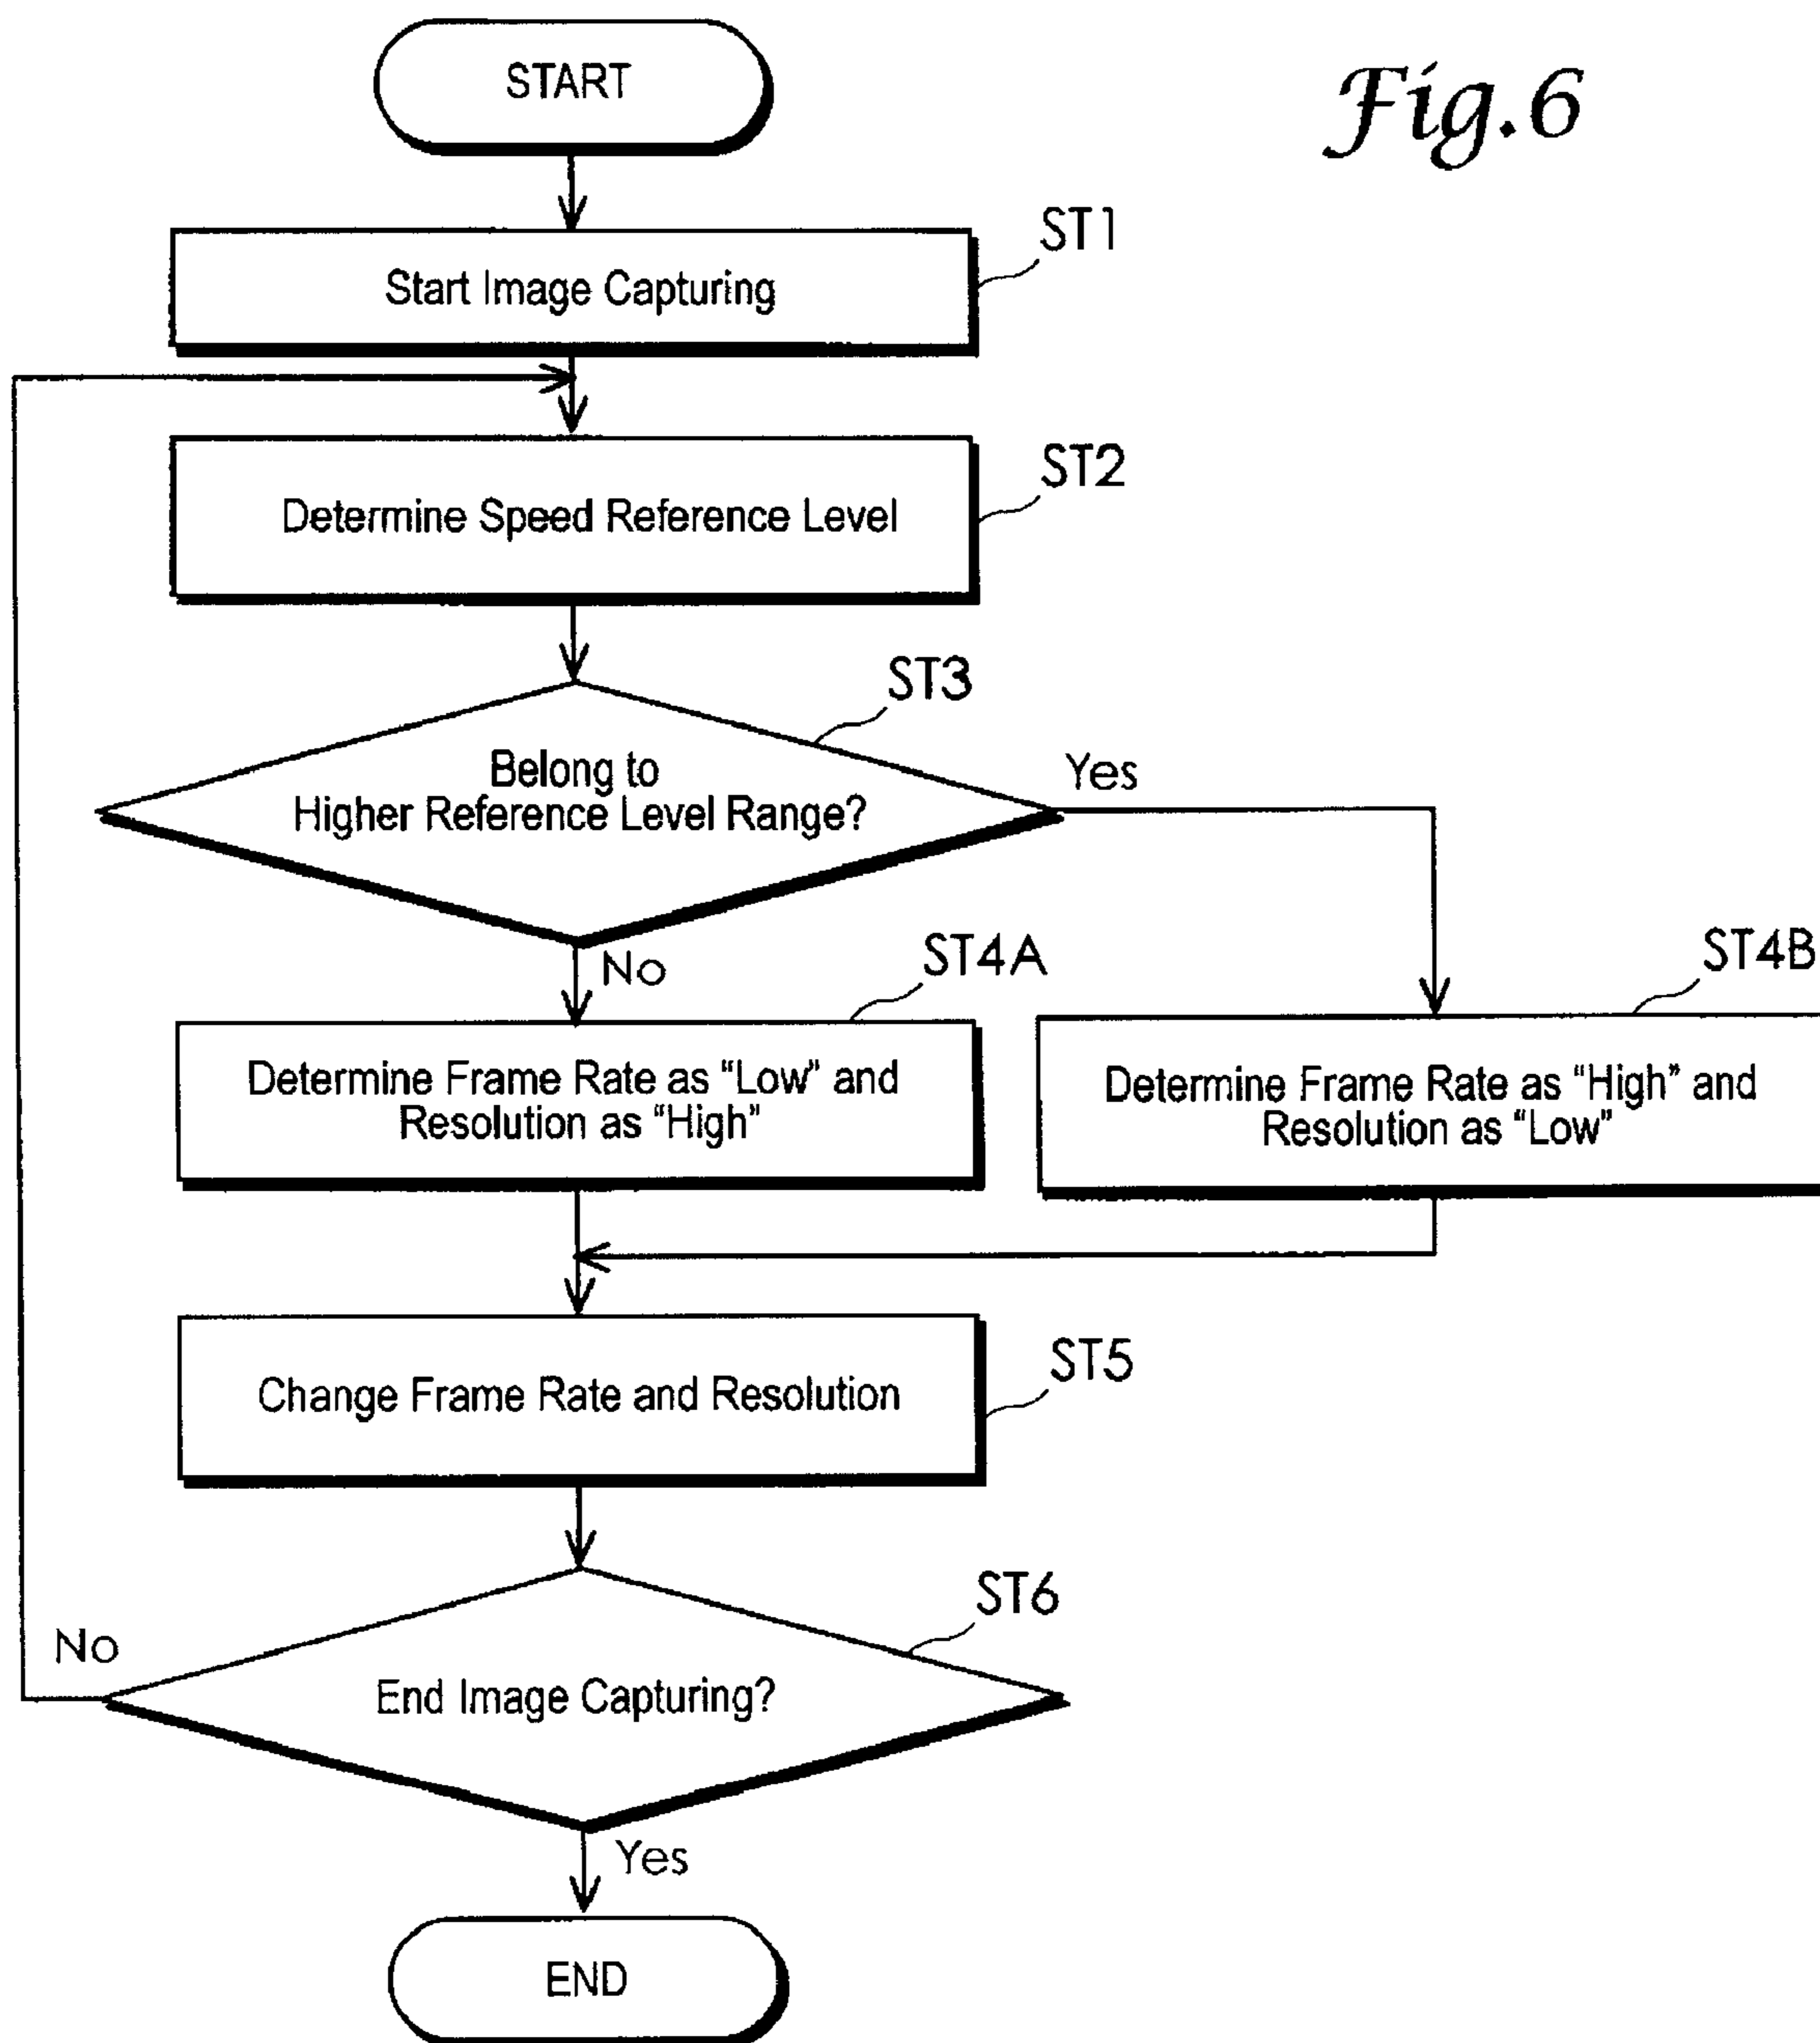 Fig.6
START
ST1
Start Image Capturing
ST2
Determine Speed Reference Level
ST3
Belong to
Higher Reference Level Range?
Yes
No
ST4A
Determine Frame Rate as “Low” and
Resolution as “High”
ST4B
Determine Frame Rate as “High” and
Resolution as “Low”
ST5
Change Frame Rate and Resolution
ST6
End Image Capturing?
No
Yes
END